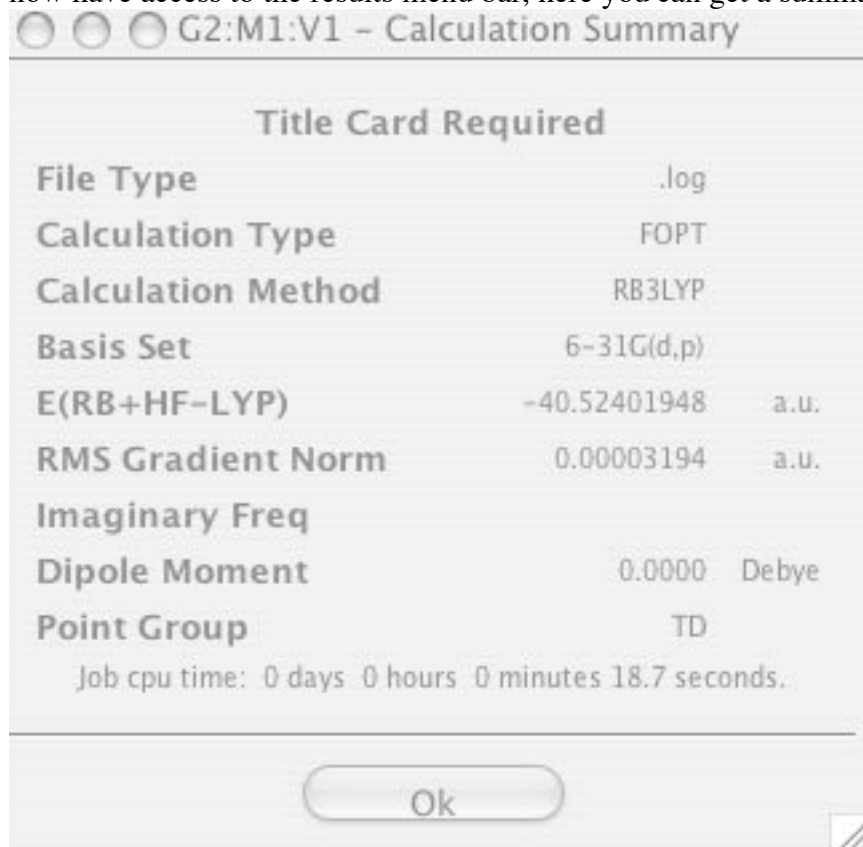 now have access to the results menu bar, here you can get a summa
G2:M1:V1 - Calculation Summary
Title Card Required
File Type .log
Calculation Type FOPT
Calculation Method RB3LYP
Basis Set 6-31G(d,p)
E(RB+HF-LYP) -40.52401948 a.u.
RMS Gradient Norm 0.00003194 a.u.
Imaginary Freq
Dipole Moment 0.0000 Debye
Point Group TD
Job cpu time: 0 days 0 hours 0 minutes 18.7 seconds.
Ok